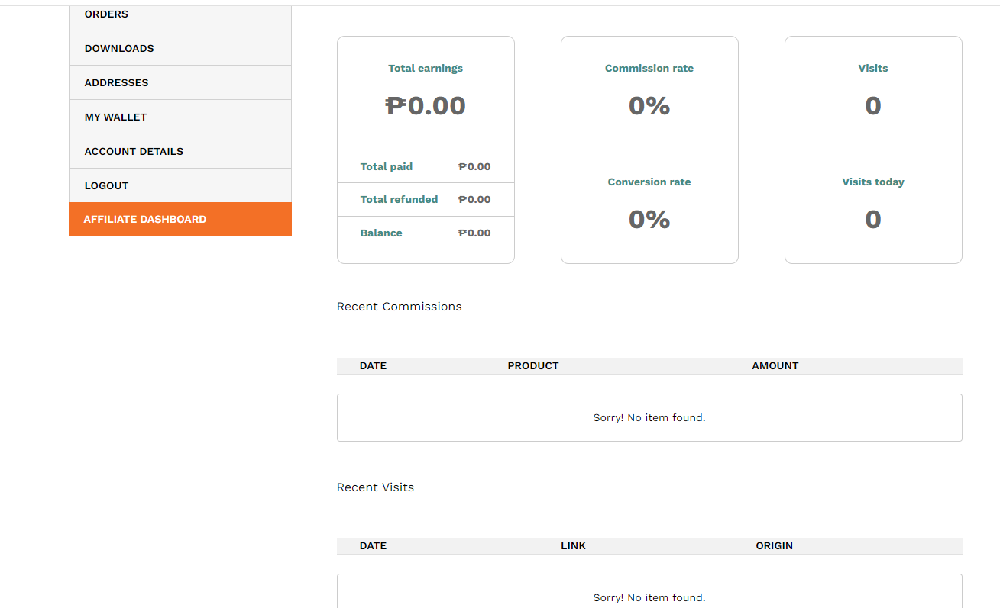 ORDERS
DOWNLOADS
ADDRESSES
MY WALLET
ACCOUNT DETAILS
LOGOUT
AFFILIATE DASHBOARD
Total earnings
₱0.00
Total paid ₱0.00
Total refunded ₱0.00
Balance ₱0.00
Commission rate
0%
Conversion rate
0%
Visits
0
Visits today
0
Recent Commissions
DATE PRODUCT AMOUNT
Sorry! No item found.
Recent Visits
DATE LINK ORIGIN
Sorry! No item found.